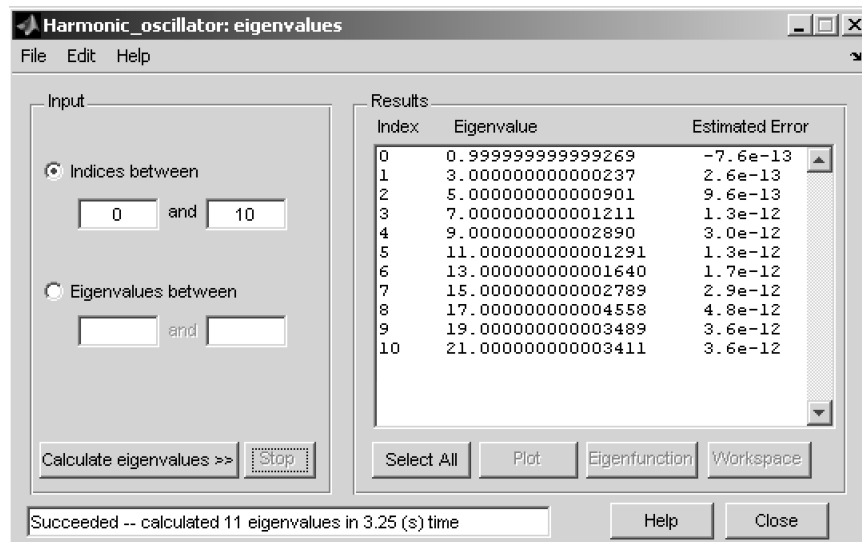 Harmonic_oscillator: eigenvalues
File Edit Help
Input
Indices between
0 and 10
Eigenvalues between
and
Calculate eigenvalues >> Stop
Results
Index Eigenvalue Estimated Error
0 0.999999999999269 -7.6e-13
1 3.000000000000237 2.6e-13
2 5.000000000000901 9.6e-13
3 7.000000000001211 1.3e-12
4 9.000000000002890 3.0e-12
5 11.000000000001291 1.3e-12
6 13.000000000001640 1.7e-12
7 15.000000000002789 2.9e-12
8 17.000000000004558 4.8e-12
9 19.000000000003489 3.6e-12
10 21.000000000003411 3.6e-12
Select All Plot Eigenfunction Workspace
Succeeded -- calculated 11 eigenvalues in 3.25 (s) time
Help Close